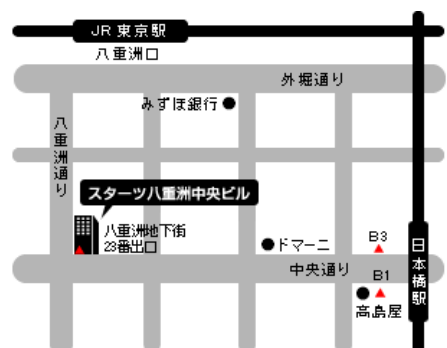 JR 東京駅
八重洲口
外堀通り
みずほ銀行
八重洲通り
スターツ八重洲中央ビル
八重洲地下街
23番出口
ドマーニ
B3
中央通り
B1
高島屋
日本橋駅